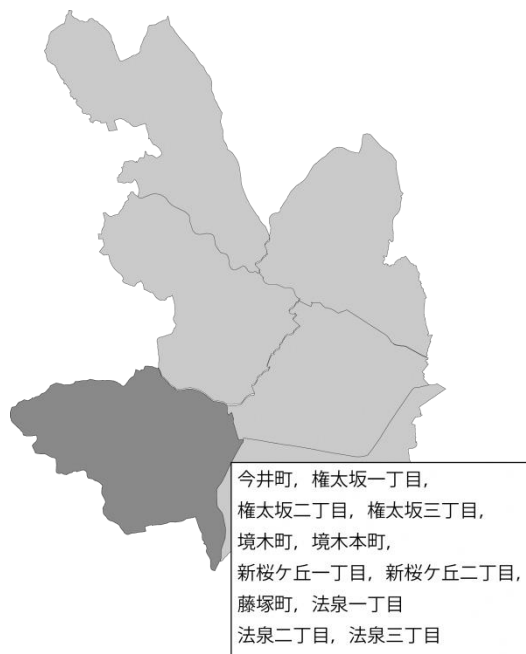 今井町，権太坂一丁目，
権太坂二丁目，権太坂三丁目，
境木町，境木本町，
新桜ケ丘一丁目，新桜ケ丘二丁目，
藤塚町，法泉一丁目
法泉二丁目，法泉三丁目